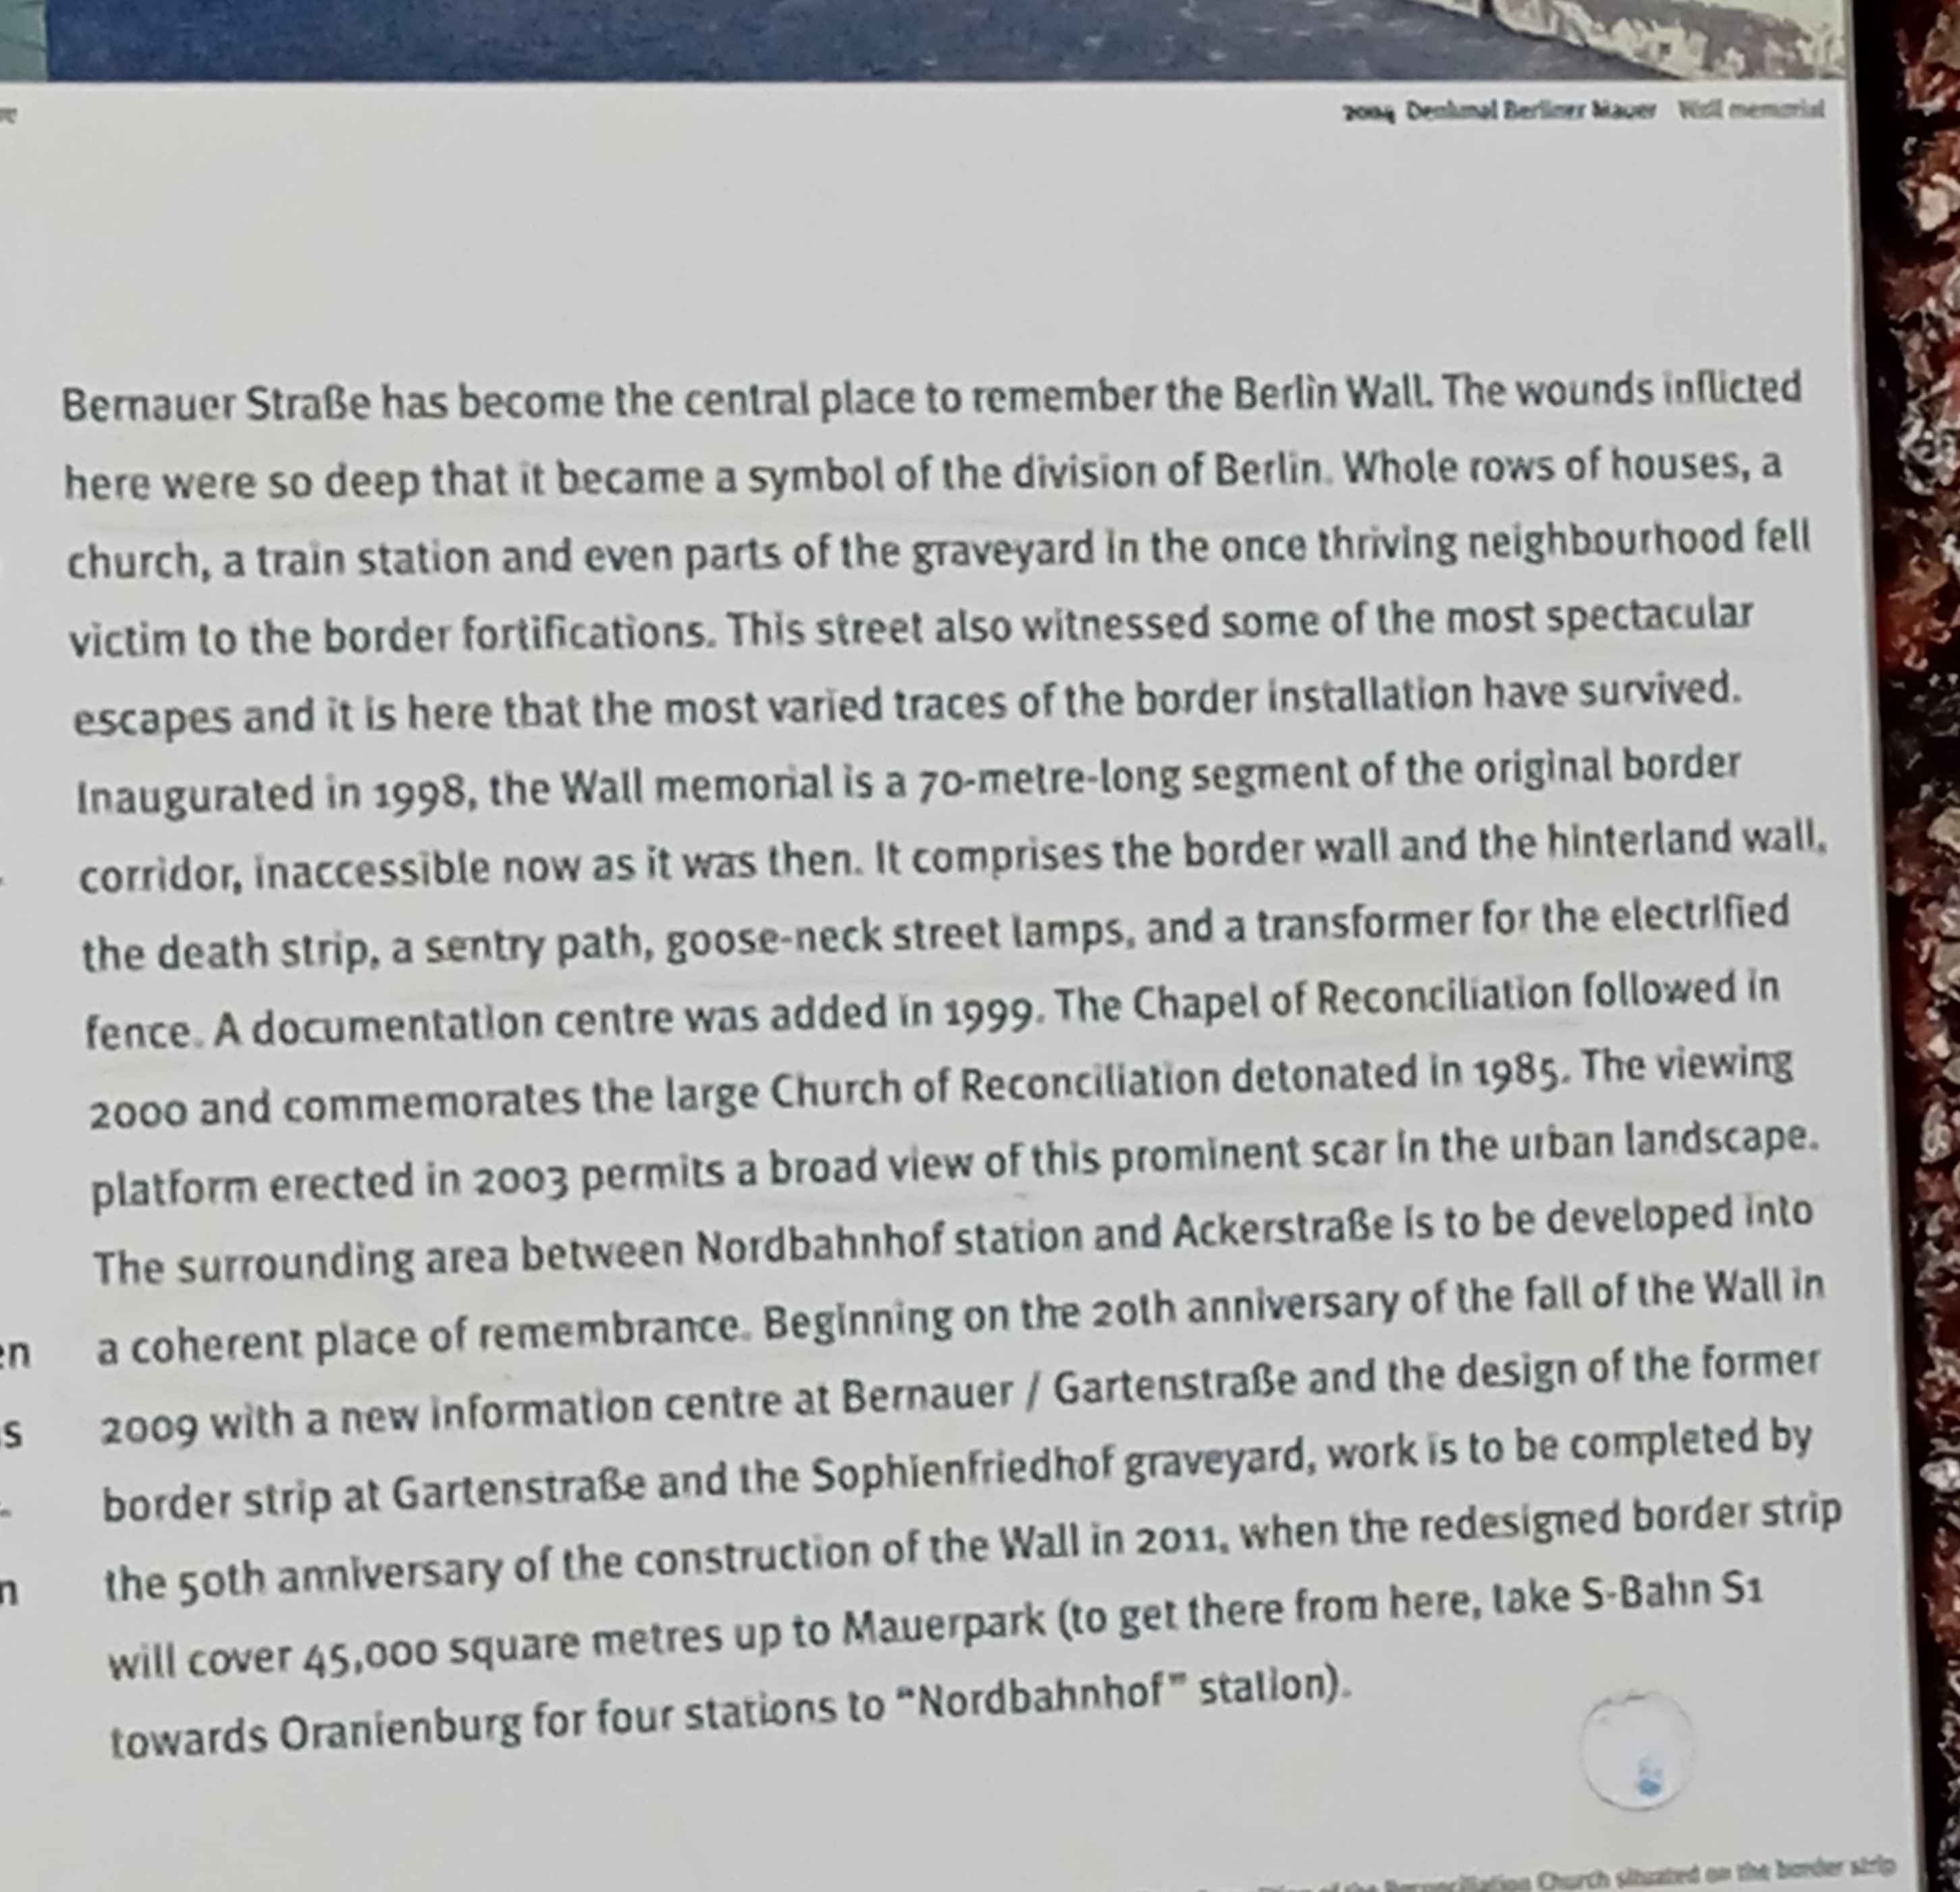 2004 Denkmal Berliner Mauer Wall memorial
Bernauer Straße has become the central place to remember the Berlin Wall. The wounds inflicted
here were so deep that it became a symbol of the division of Berlin. Whole rows of houses, a
church, a train station and even parts of the graveyard in the once thriving neighbourhood fell
victim to the border fortifications. This street also witnessed some of the most spectacular
escapes and it is here that the most varied traces of the border installation have survived.
Inaugurated in 1998, the Wall memorial is a 70-metre-long segment of the original border
corridor, inaccessible now as it was then. It comprises the border wall and the hinterland wall,
the death strip, a sentry path, goose-neck street lamps, and a transformer for the electrified
fence. A documentation centre was added in 1999. The Chapel of Reconciliation followed in
2000 and commemorates the large Church of Reconciliation detonated in 1985. The viewing
platform erected in 2003 permits a broad view of this prominent scar in the urban landscape.
The surrounding area between Nordbahnhof station and Ackerstraße is to be developed into
a coherent place of remembrance. Beginning on the 20th anniversary of the fall of the Wall in
2009 with a new information centre at Bernauer / Gartenstraße and the design of the former
border strip at Gartenstraße and the Sophienfriedhof graveyard, work is to be completed by
the 50th anniversary of the construction of the Wall in 2011, when the redesigned border strip
will cover 45,000 square metres up to Mauerpark (to get there from here, take S-Bahn S1
towards Oranienburg for four stations to "Nordbahnhof" station).
of the Reconciliation Church situated on the border strip